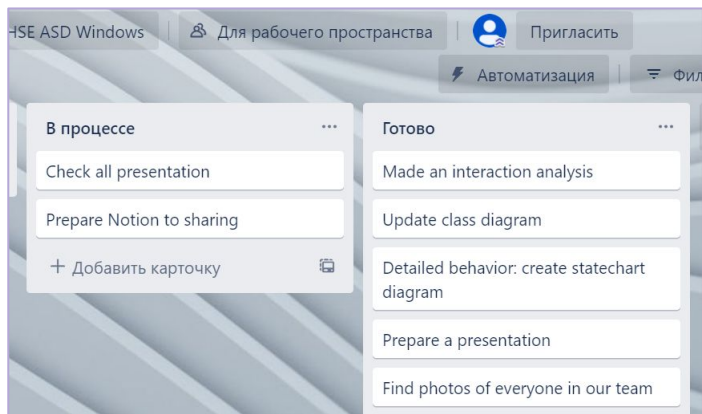 HSE ASD Windows
Для рабочего пространства
Пригласить
Автоматизация
В процессе
Check all presentation
Prepare Notion to sharing
+ Добавить карточку
Готово
Made an interaction analysis
Update class diagram
Detailed behavior: create statechart
diagram
Prepare a presentation
Find photos of everyone in our team